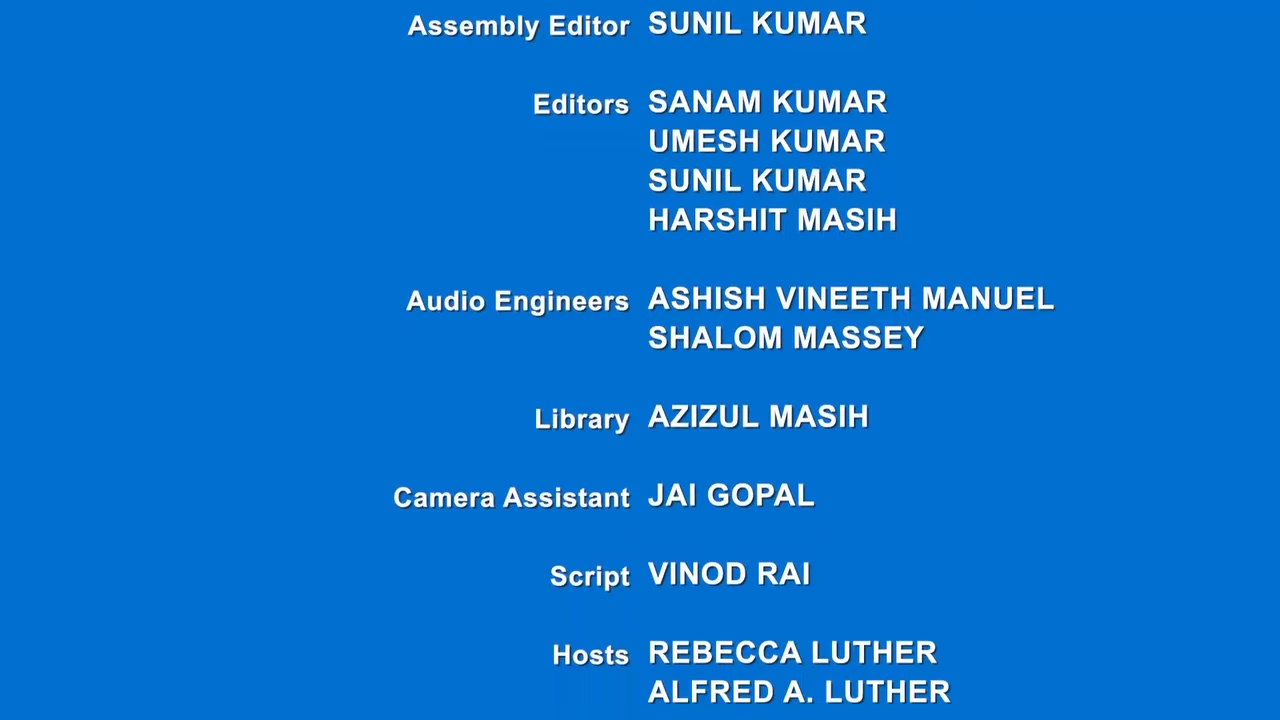 Assembly Editor SUNIL KUMAR
Editors SANAM KUMAR
UMESH KUMAR
SUNIL KUMAR
HARSHIT MASIH
Audio Engineers ASHISH VINEETH MANUEL
SHALOM MASSEY
Library AZIZUL MASIH
Camera Assistant JAI GOPAL
Script VINOD RAI
Hosts REBECCA LUTHER
ALFRED A. LUTHER